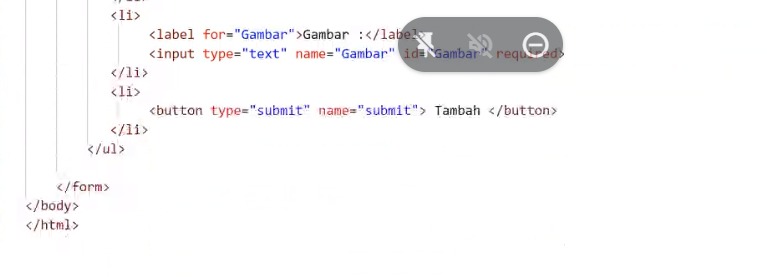 <li>
<label for="Gambar">Gambar :</label>
<input type="text" name="Gambar" id="Gambar" required>
</li>
<li>
<button type="submit" name="submit"> Tambah </button>
</li>
</ul>
</form>
</body>
</html>